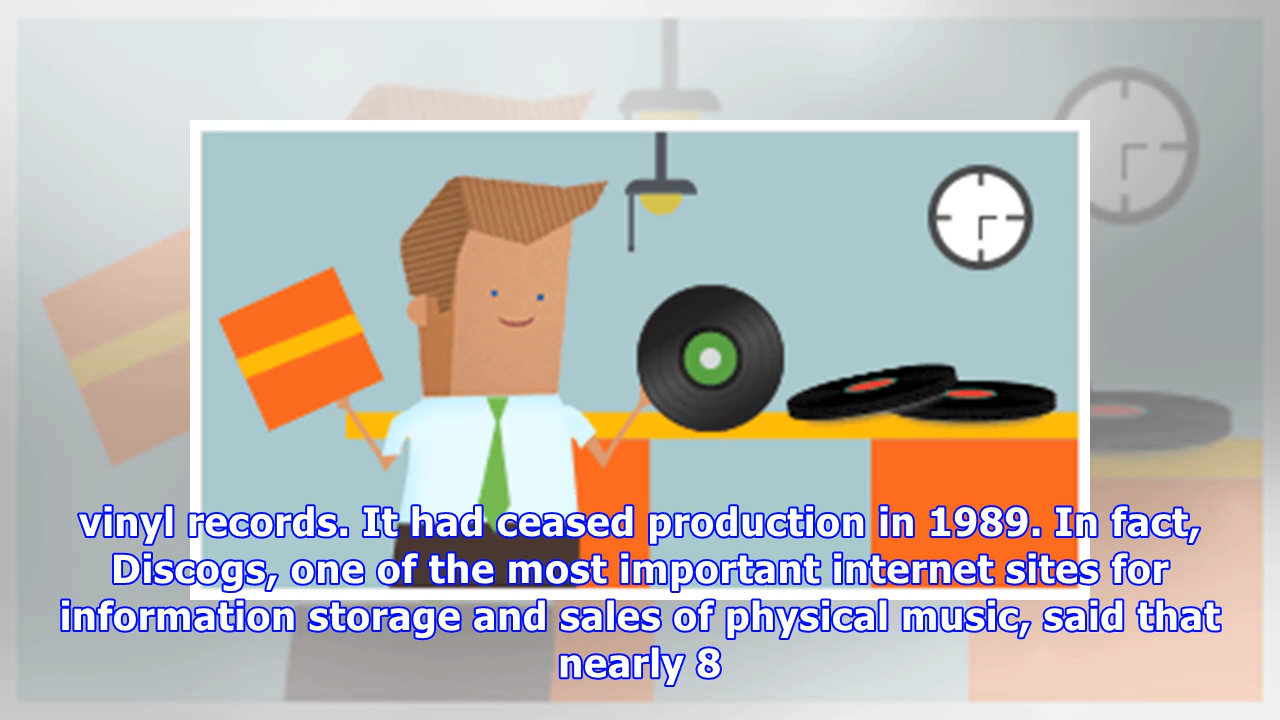 vinyl records. It had ceased production in 1989. In fact,
Discogs, one of the most important internet sites for
information storage and sales of physical music, said that
nearly 8